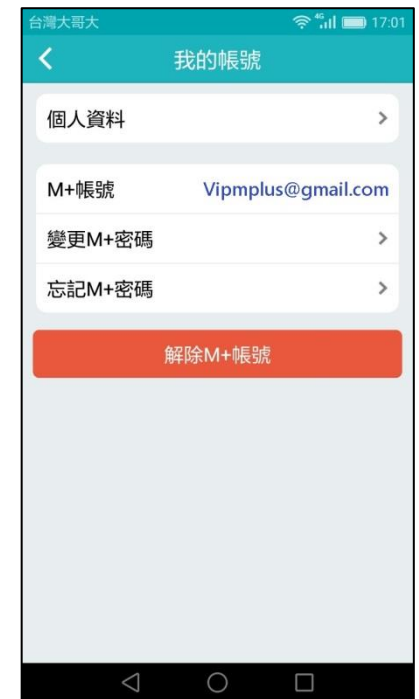 台灣大哥大 4G 17:01
我的帳號
個人資料
M+帳號 Vipmplus@gmail.com
變更M+密碼
忘記M+密碼
解除M+帳號